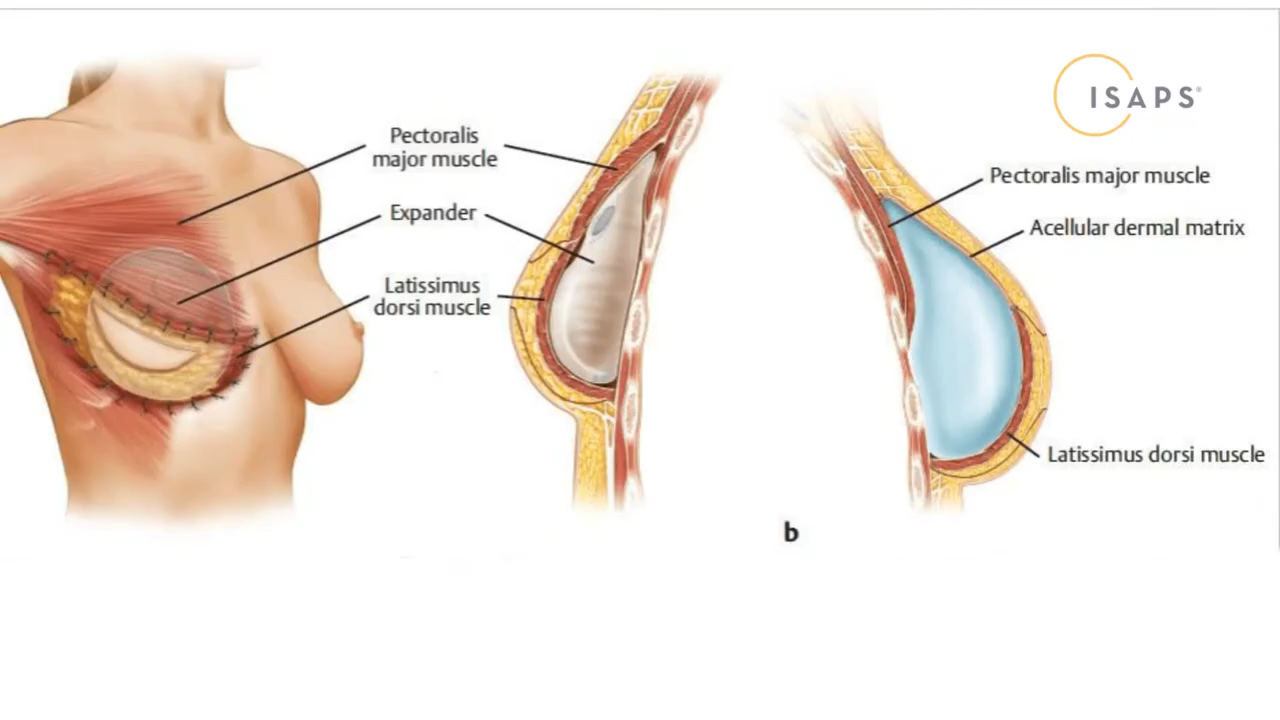 ISAPS®
Pectoralis
major muscle
Expander
Latissimus
dorsi muscle
Pectoralis major muscle
Acellular dermal matrix
Latissimus dorsi muscle
b